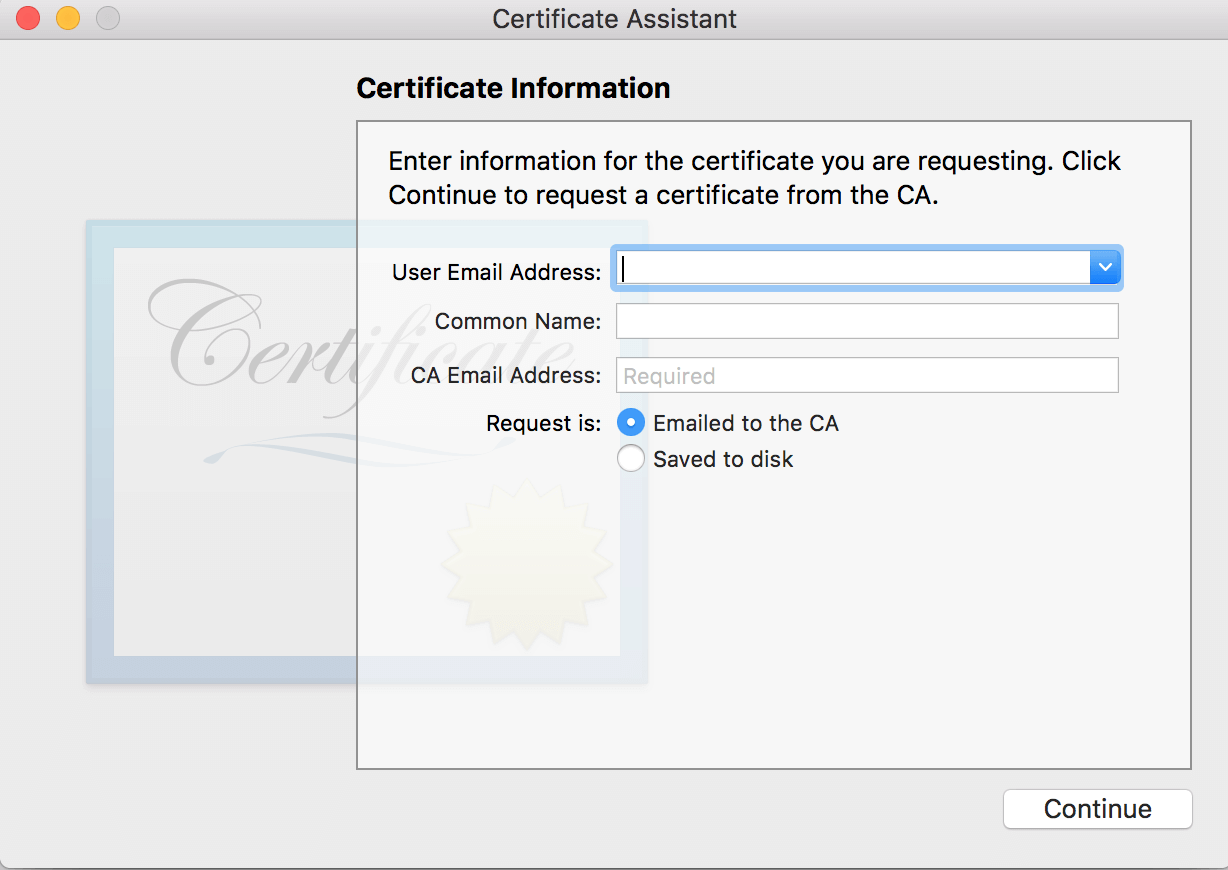 Certificate Assistant
Certificate Information
Enter information for the certificate you are requesting. Click
Continue to request a certificate from the CA.
Certificate
User Email Address:
Common Name:
CA Email Address: Required
Request is: Emailed to the CA
Saved to disk
Continue